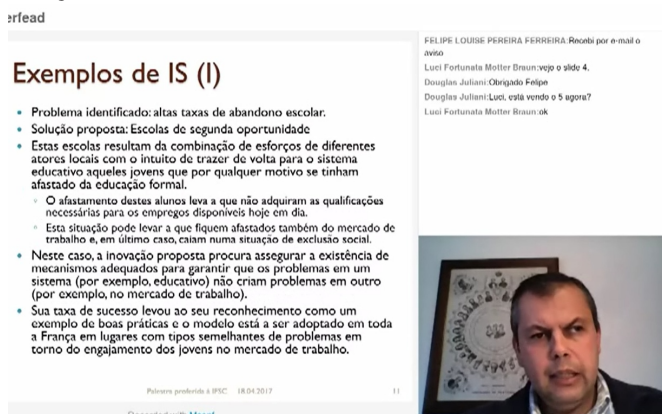 erfead
Exemplos de IS (I)
Problema identificado: altas taxas de abandono escolar.
Solução proposta: Escolas de segunda oportunidade
Estas escolas resultam da combinação de esforços de diferentes
atores locais com o intuito de trazer de volta para o sistema
educativo aqueles jovens que por qualquer motivo se tinham
afastado da educação formal.
O afastamento destes alunos leva a que não adquiram as qualificações
necessárias para os empregos disponíveis hoje em dia.
Esta situação pode levar a que fiquem afastados também do mercado de
trabalho e, em último caso, caiam numa situação de exclusão social.
Neste caso, a inovação proposta procura assegurar a existência de
mecanismos adequados para garantir que os problemas em um
sistema (por exemplo, educativo) não criam problemas em outro
(por exemplo, no mercado de trabalho).
Sua taxa de sucesso levou ao seu reconhecimento como um
exemplo de boas práticas e o modelo está a ser adoptado em toda
a França em lugares com tipos semelhantes de problemas em
torno do engajamento dos jovens no mercado de trabalho.
Palestra proferida à IFSC 18.04.2017 11
FELIPE LOUISE PEREIRA FERREIRA:Recebi por e-mail o
aviso
Luci Fortunata Motter Braun:vejo o slide 4.
Douglas Juliani:Obrigado Felipe
Douglas Juliani:Luci, está vendo o 5 agora?
Luci Fortunata Motter Braun:ok